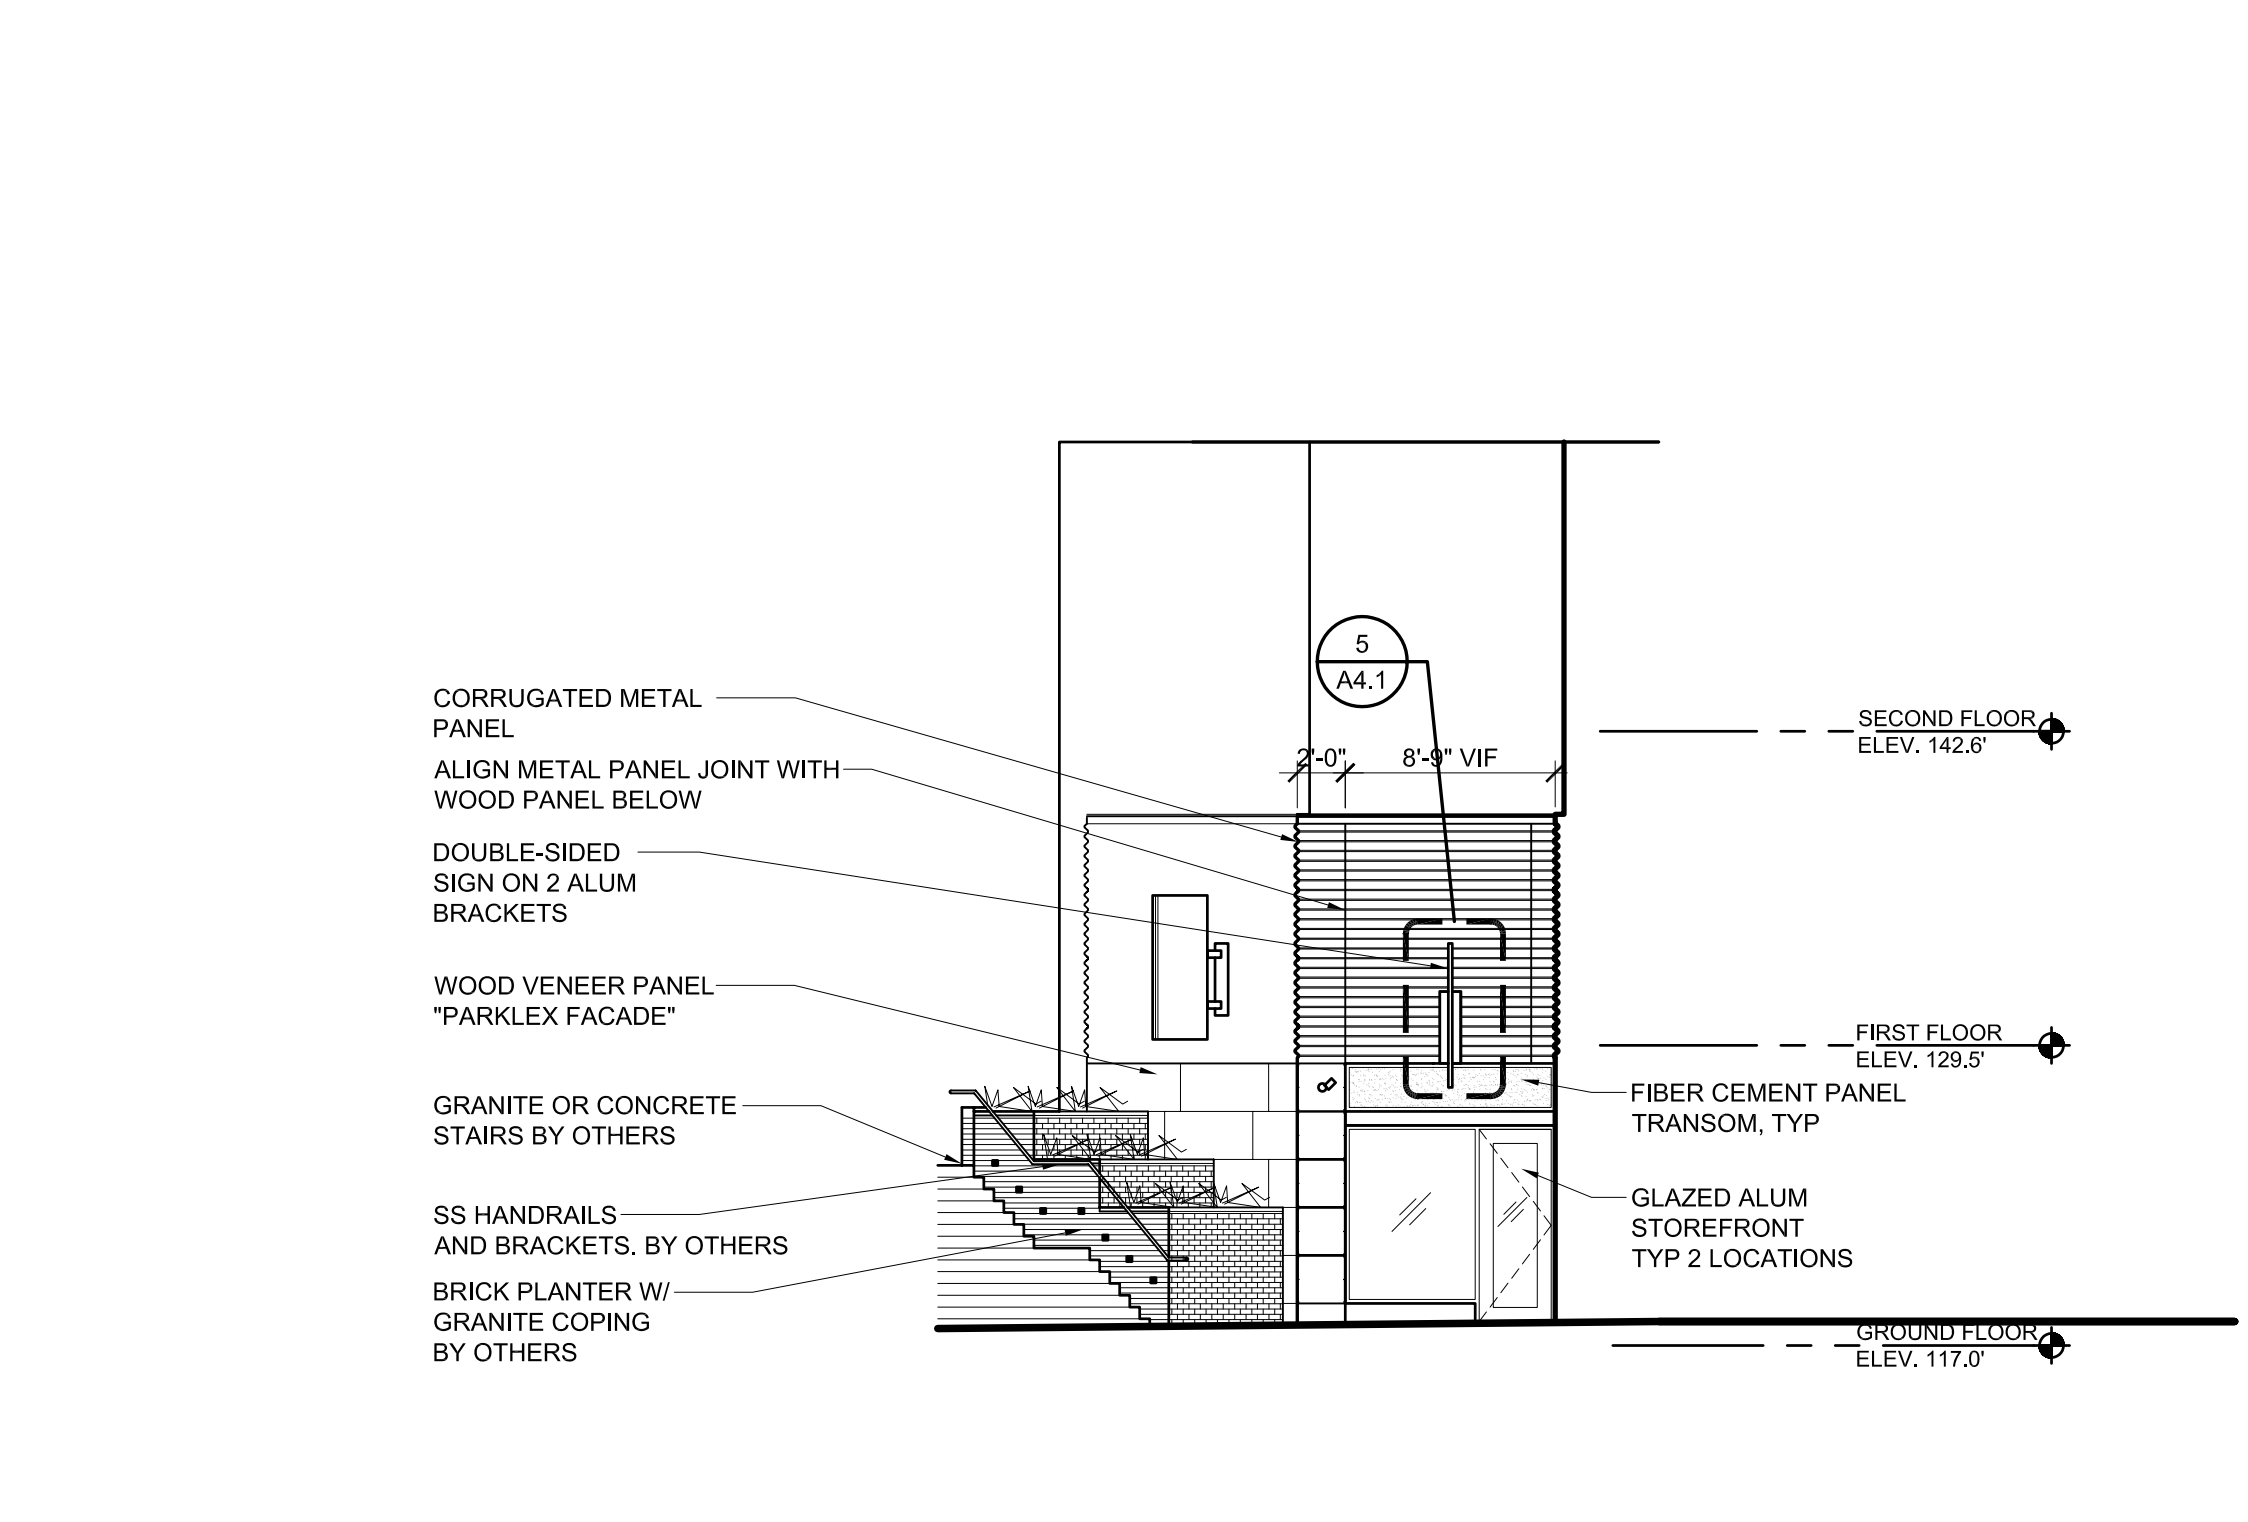 5
A4.1
CORRUGATED METAL
PANEL
SECOND FLOOR
ELEV. 142.6'
2'-0"
8'-9" VIF
ALIGN METAL PANEL JOINT WITH
WOOD PANEL BELOW
DOUBLE-SIDED
SIGN ON 2 ALUM
BRACKETS
WOOD VENEER PANEL
"PARKLEX FACADE"
FIRST FLOOR
ELEV. 129.5'
FIBER CEMENT PANEL
TRANSOM, TYP
GRANITE OR CONCRETE
STAIRS BY OTHERS
GLAZED ALUM
STOREFRONT
TYP 2 LOCATIONS
SS HANDRAILS
AND BRACKETS. BY OTHERS
BRICK PLANTER W/
GRANITE COPING
BY OTHERS
GROUND FLOOR
ELEV. 117.0'